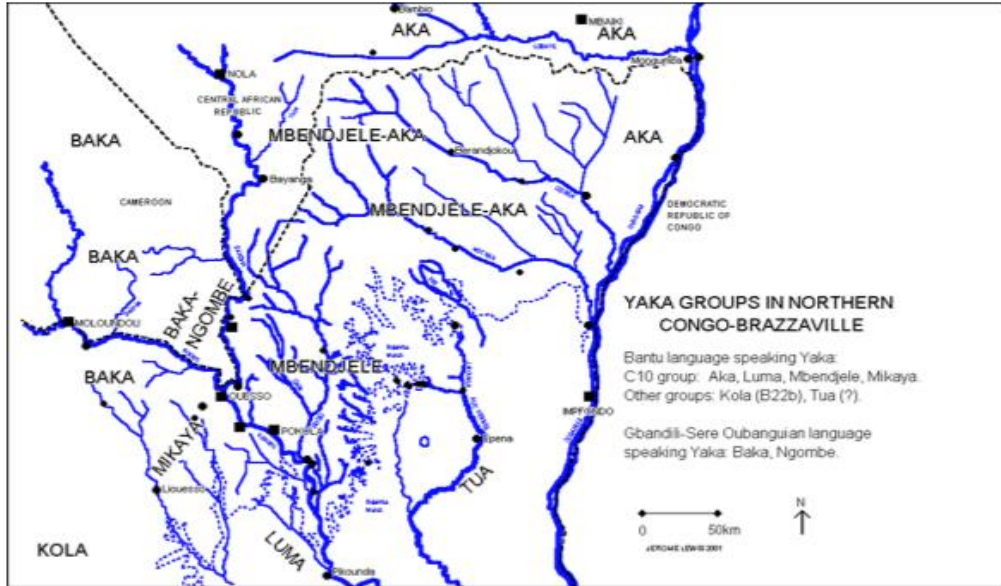 Bambio
AKA
MBAIKI
AKA
Moogumba
NOLA
CENTRAL AFRICAN
REPUBLIC
MBENDJELE-AKA
BAKA
AKA
Berandjokou
Bayanga
CAMEROON
MBENDJELE-AKA
DEMOCRATIC
REPUBLIC OF
CONGO
BAKA
BAKA-
NGOMBE
YAKA GROUPS IN NORTHERN
CONGO-BRAZZAVILLE
MOLOUNDOU
MBENDJELE
BAKA
Bantu language speaking Yaka:
C10 group: Aka, Luma, Mbendjele, Mikaya.
Other groups: Kola (B22b), Tua (?).
OUESSO
IMPFONDO
POKOLA
Epena
Gbandili-Sere Oubanguian language
speaking Yaka: Baka, Ngombe.
MIKAYA
TUA
Liouesso
N
0 50km
KOLA
LUMA
JEROME LEWIS 2001
Pikounda